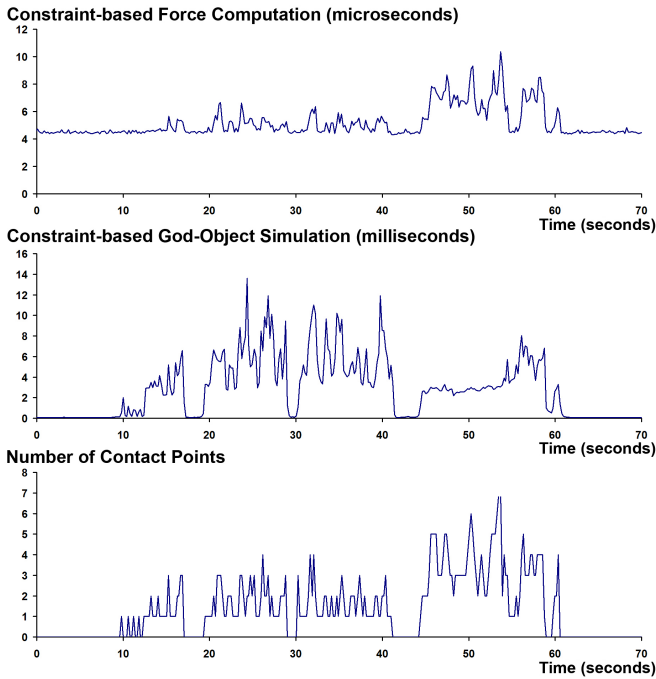 Constraint-based Force Computation (microseconds)
12
10
8
6
4
2
0
0 10 20 30 40 50 60 70
Time (seconds)
Constraint-based God-Object Simulation (milliseconds)
16
14
12
10
8
6
4
2
0
0 10 20 30 40 50 60 70
Time (seconds)
Number of Contact Points
8
7
6
5
4
3
2
1
0
0 10 20 30 40 50 60 70
Time (seconds)